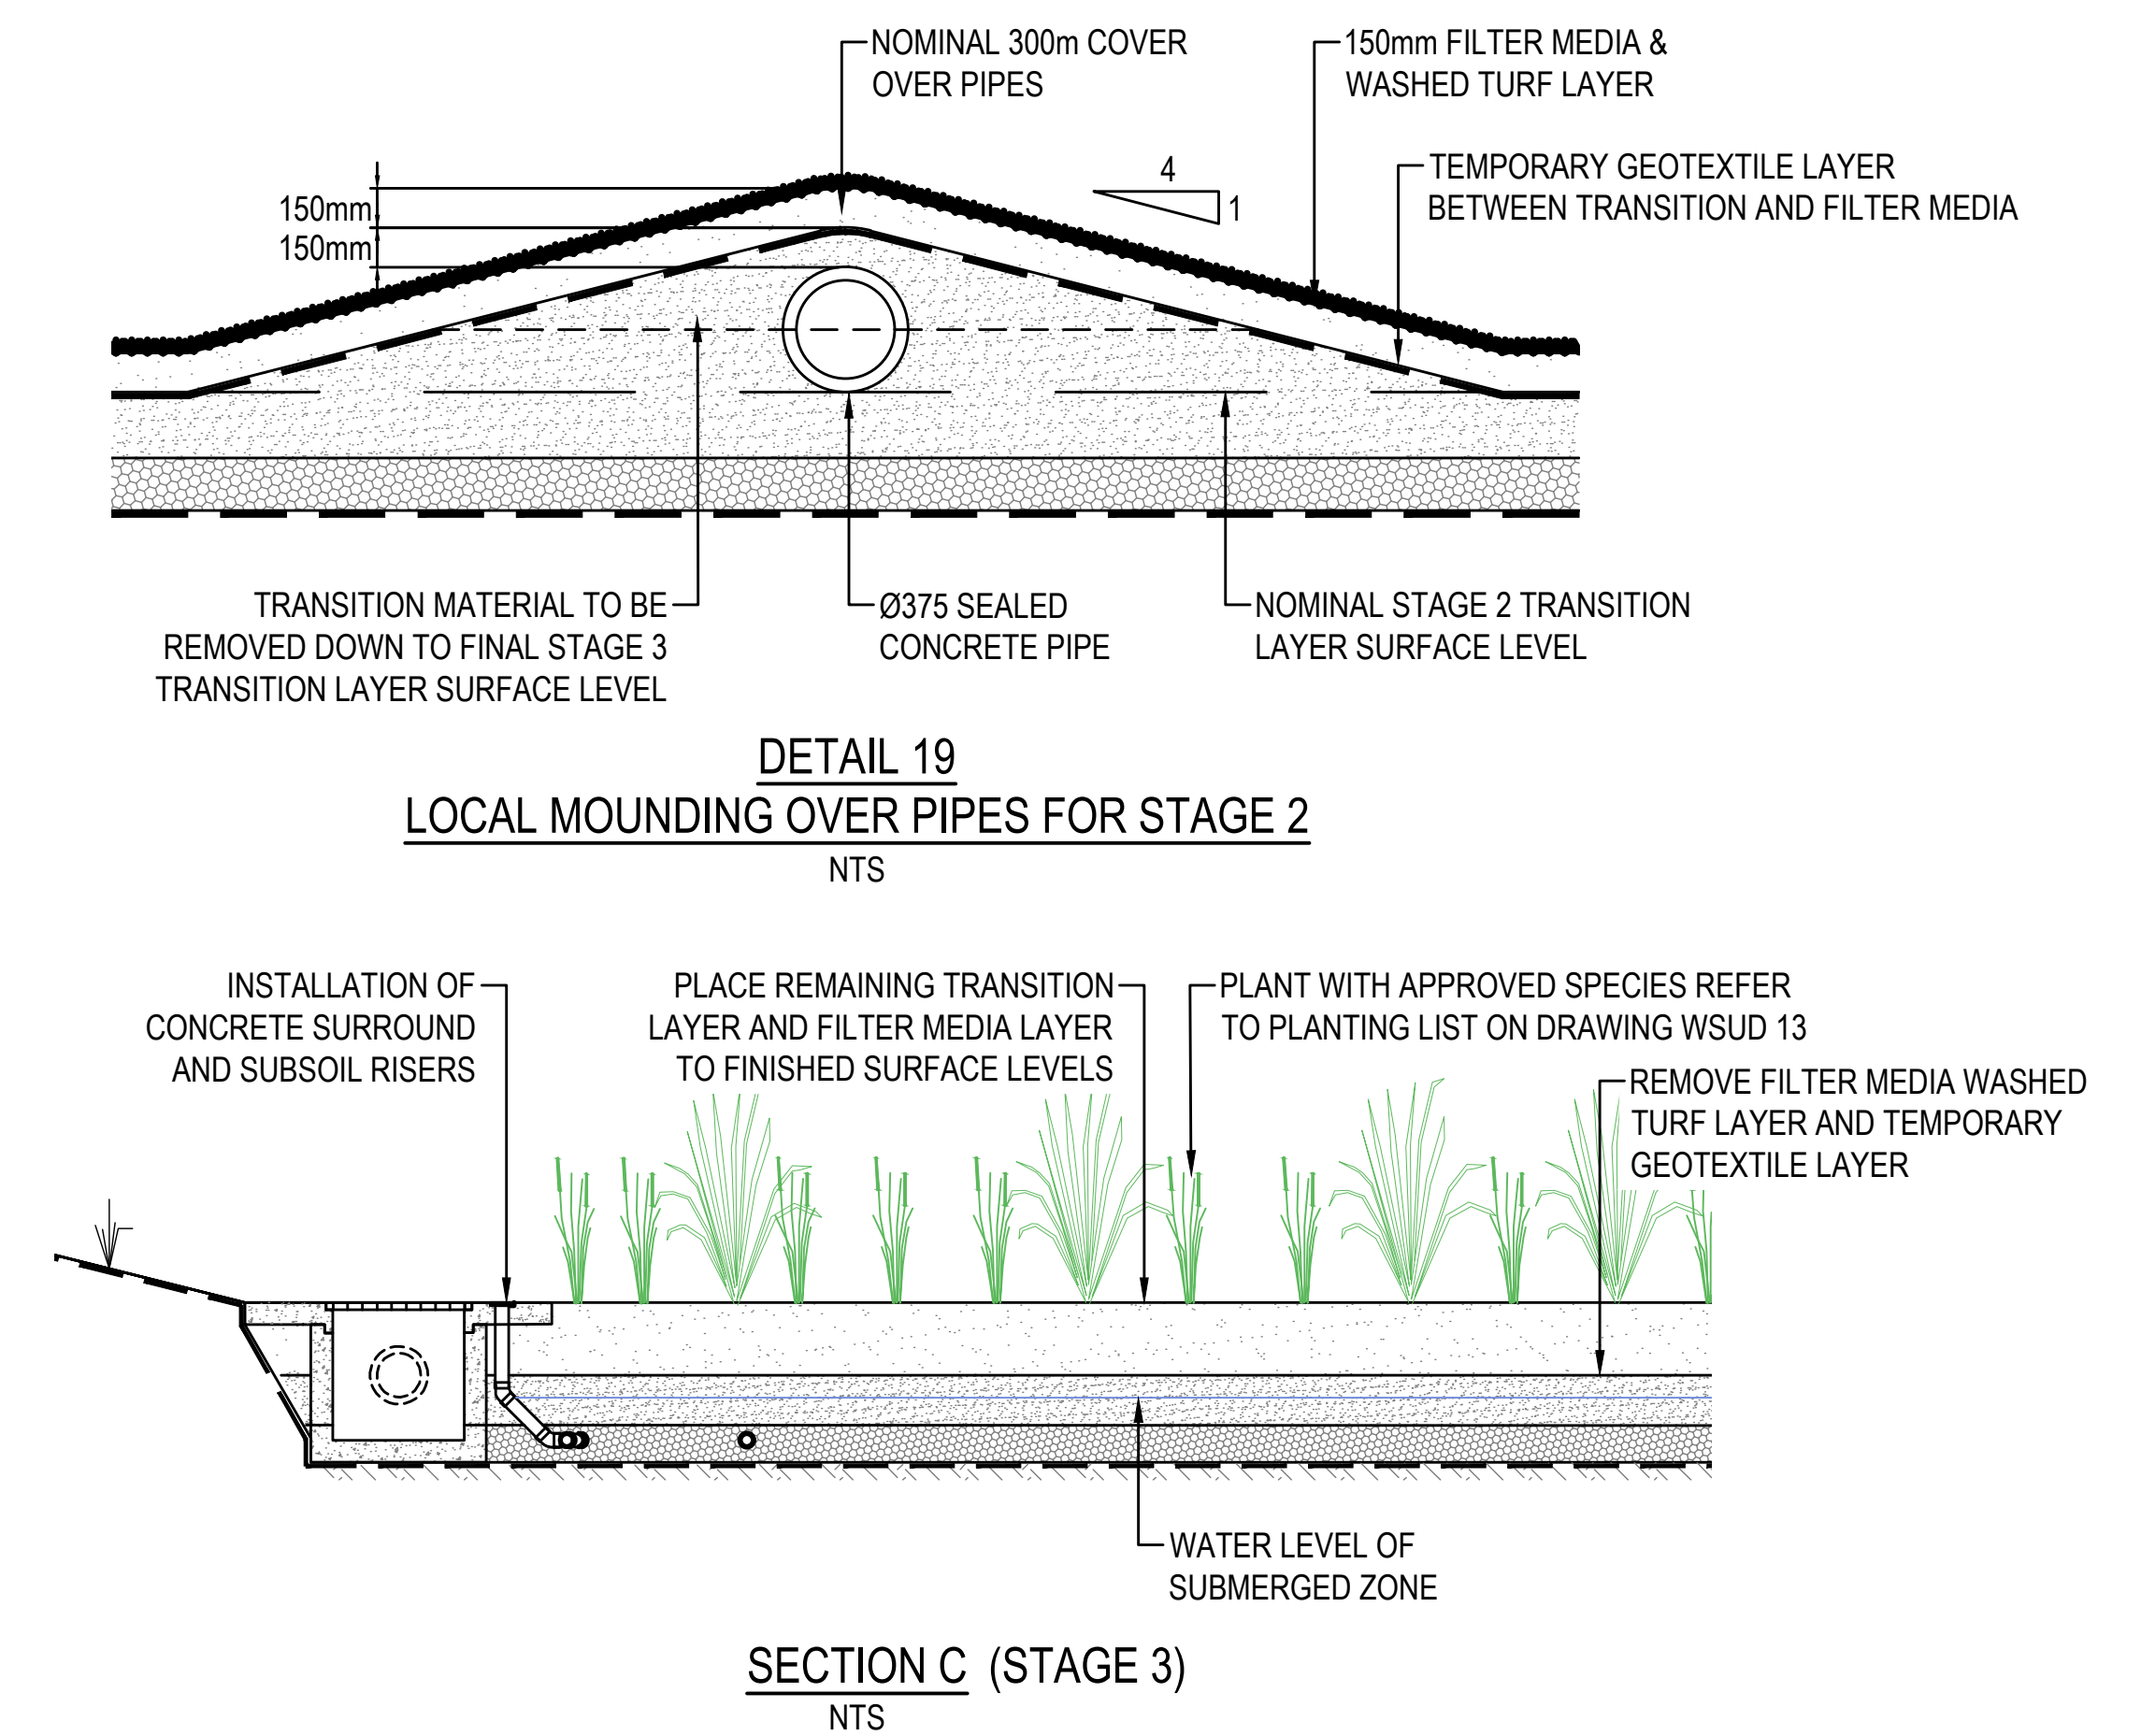 NOMINAL 300m COVER
OVER PIPES
150mm FILTER MEDIA &
WASHED TURF LAYER
TEMPORARY GEOTEXTILE LAYER
BETWEEN TRANSITION AND FILTER MEDIA
4
1
150mm
150mm
TRANSITION MATERIAL TO BE
REMOVED DOWN TO FINAL STAGE 3
TRANSITION LAYER SURFACE LEVEL
Ø375 SEALED
CONCRETE PIPE
NOMINAL STAGE 2 TRANSITION
LAYER SURFACE LEVEL
DETAIL 19
LOCAL MOUNDING OVER PIPES FOR STAGE 2
NTS
INSTALLATION OF
CONCRETE SURROUND
AND SUBSOIL RISERS
PLACE REMAINING TRANSITION
LAYER AND FILTER MEDIA LAYER
TO FINISHED SURFACE LEVELS
PLANT WITH APPROVED SPECIES REFER
TO PLANTING LIST ON DRAWING WSUD 13
REMOVE FILTER MEDIA WASHED
TURF LAYER AND TEMPORARY
GEOTEXTILE LAYER
WATER LEVEL OF
SUBMERGED ZONE
SECTION C (STAGE 3)
NTS